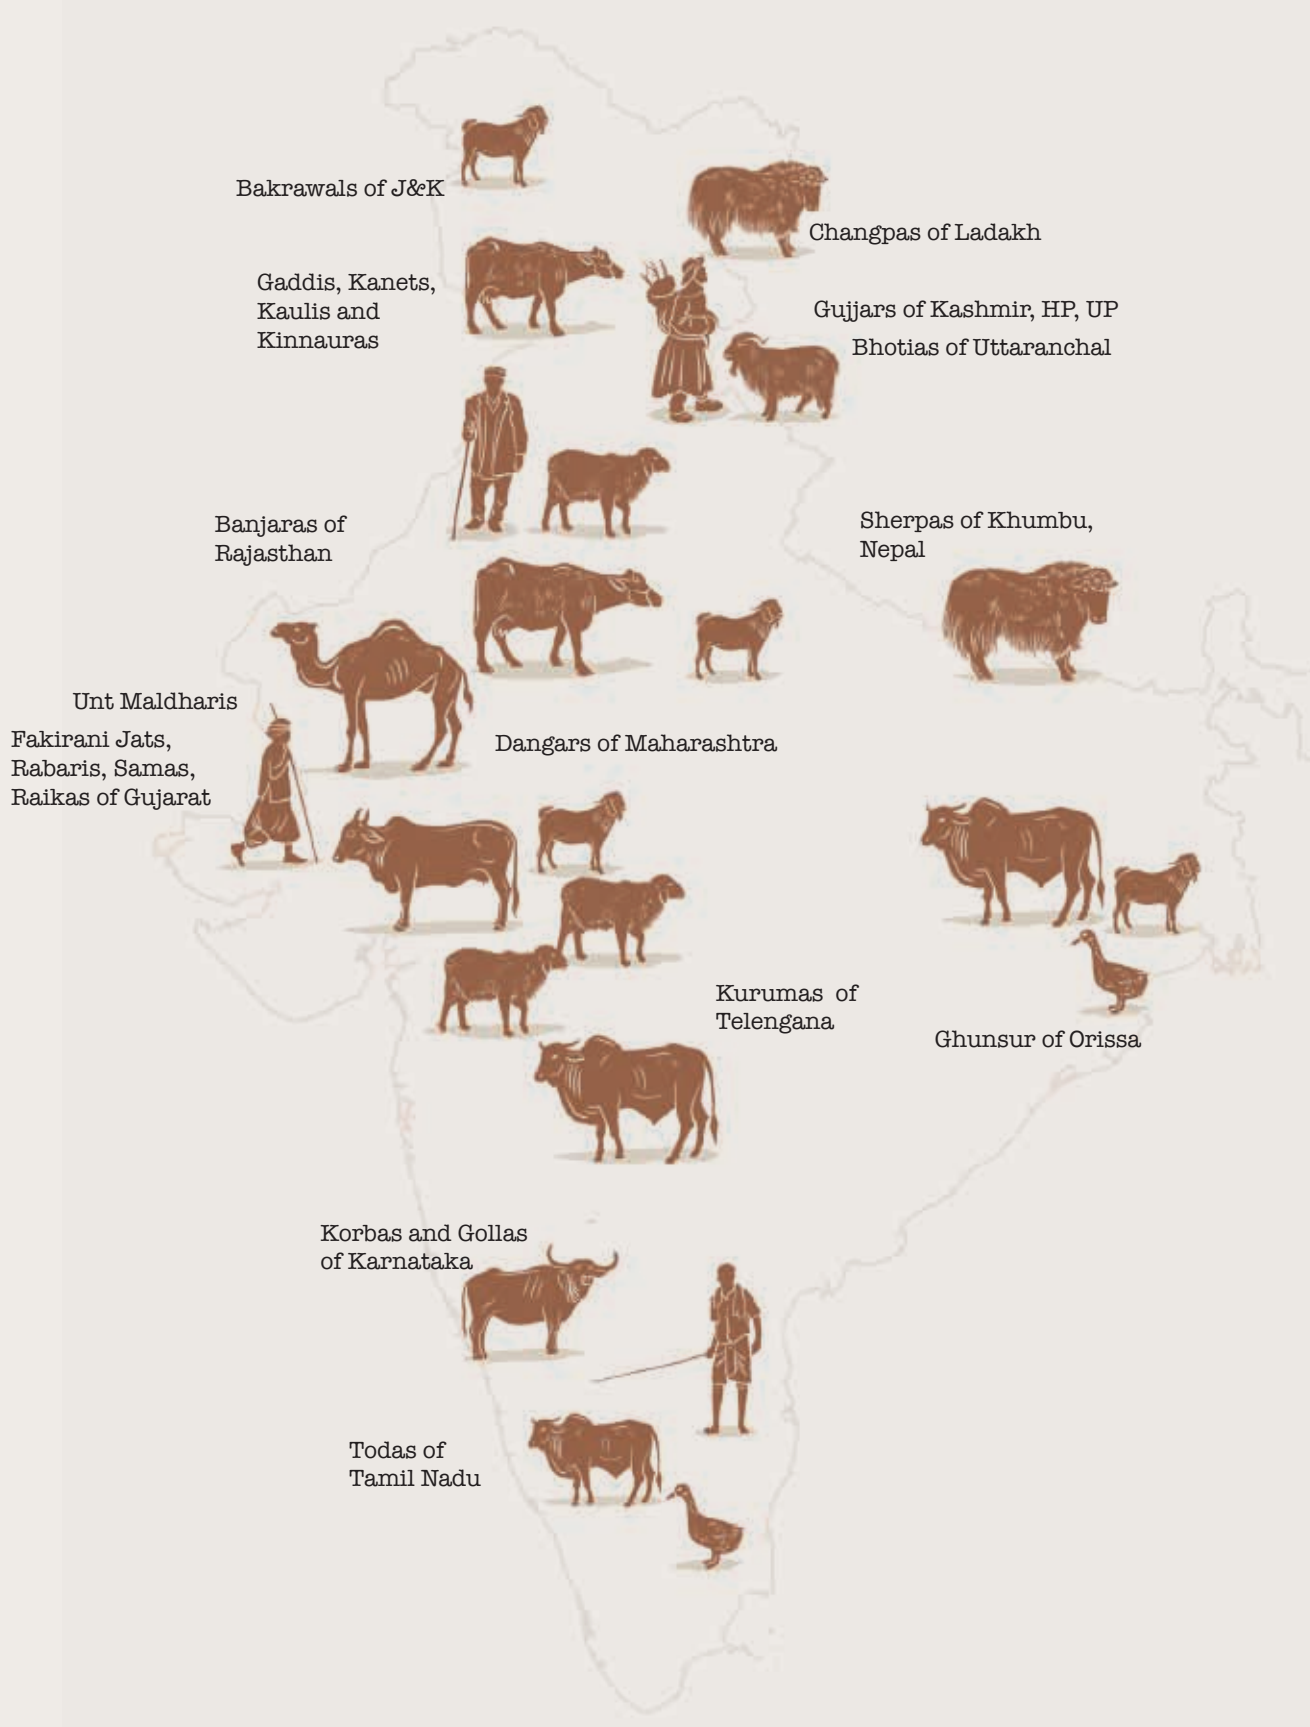 Bakrawals of J&K
Changpas of Ladakh
Gaddis, Kanets,
Kaulis and
Kinnauras
Gujjars of Kashmir, HP, UP
Bhotias of Uttaranchal
Banjaras of
Rajasthan
Sherpas of Khumbu,
Nepal
Unt Maldharis
Fakirani Jats,
Rabaris, Samas,
Raikas of Gujarat
Dangars of Maharashtra
Kurumas of
Telengana
Ghunsur of Orissa
Korbas and Gollas
of Karnataka
Todas of
Tamil Nadu